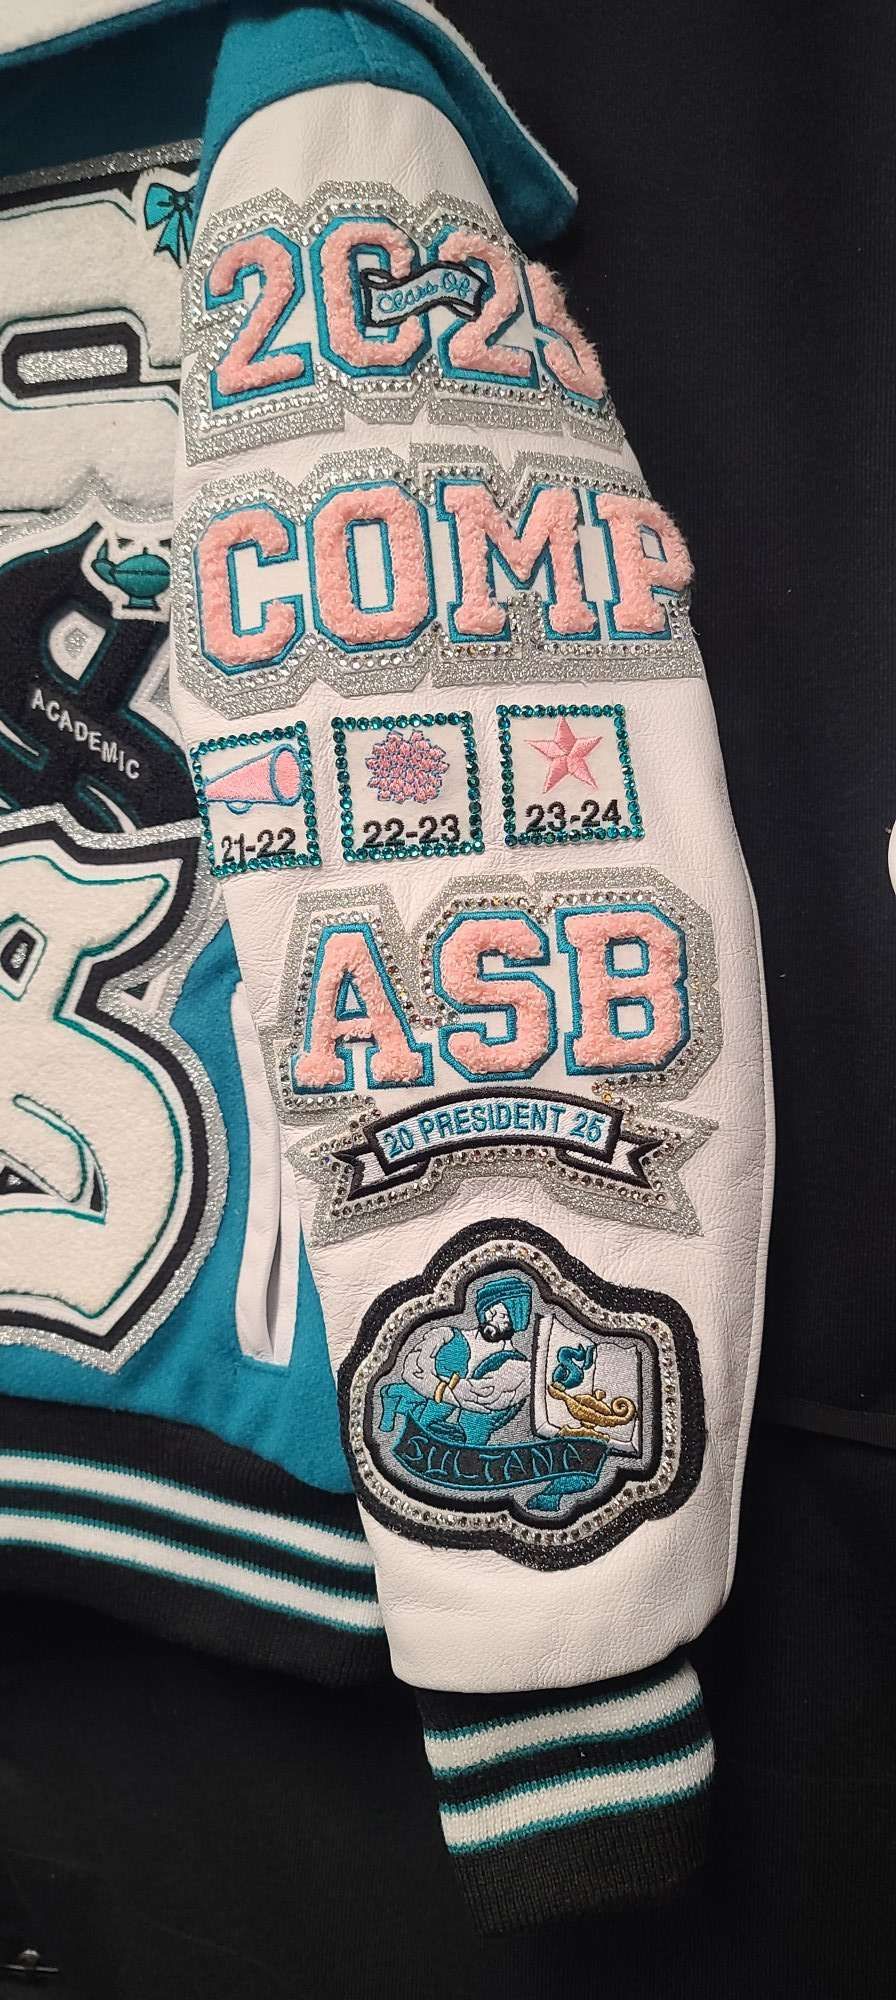 2025
Class Of
COMP
21-22 22-23 23-24
ACADEMIC
ASB
20 PRESIDENT 25
SULTANA